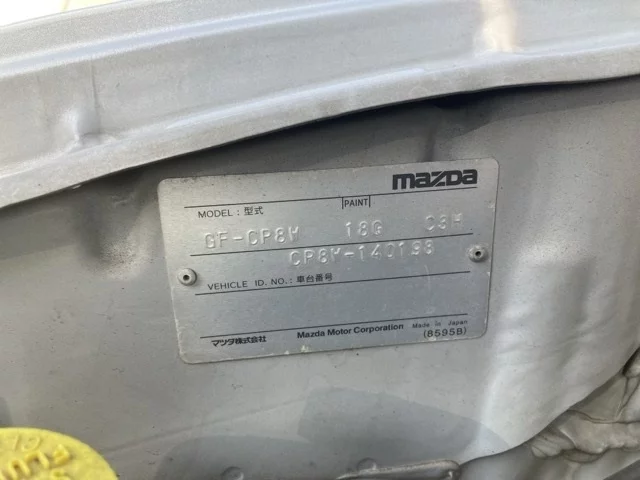 mazda
MODEL : 型式 PAINT
GF-CP8W 18G C3M
CP8W-140198
VEHICLE ID. NO. : 車台番号
マツダ株式会社 Mazda Motor Corporation Made in Japan
(8595B)